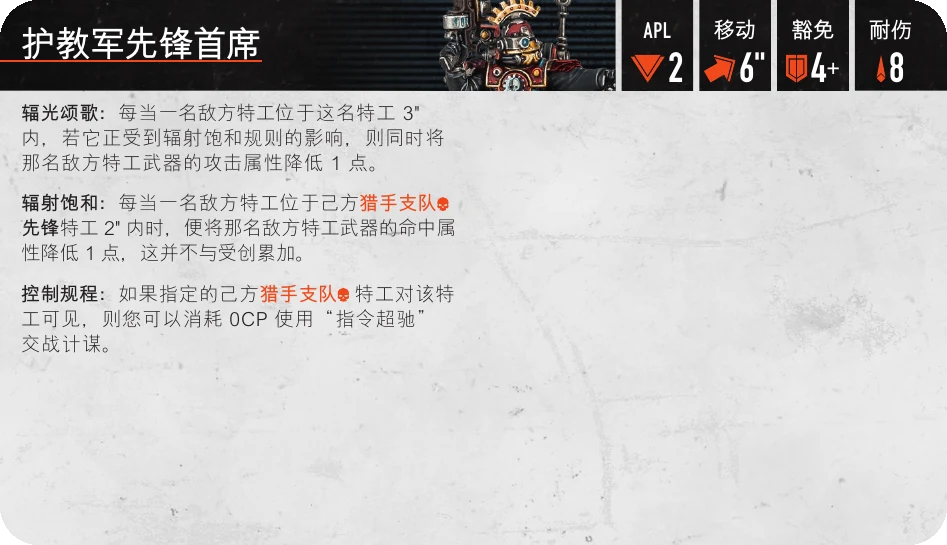 护教军先锋首席
APL
2
移动
6"
豁免
4+
耐伤
8
辐光颂歌：每当一名敌方特工位于这名特工 3"
内，若它正受到辐射饱和规则的影响，则同时将
那名敌方特工武器的攻击属性降低 1 点。
辐射饱和：每当一名敌方特工位于己方猎手支队
先锋特工 2" 内时，便将那名敌方特工武器的命中属
性降低 1 点，这并不与受创累加。
控制规程：如果指定的己方猎手支队 特工对该特
工可见，则您可以消耗 0CP 使用“指令超驰”
交战计谋。